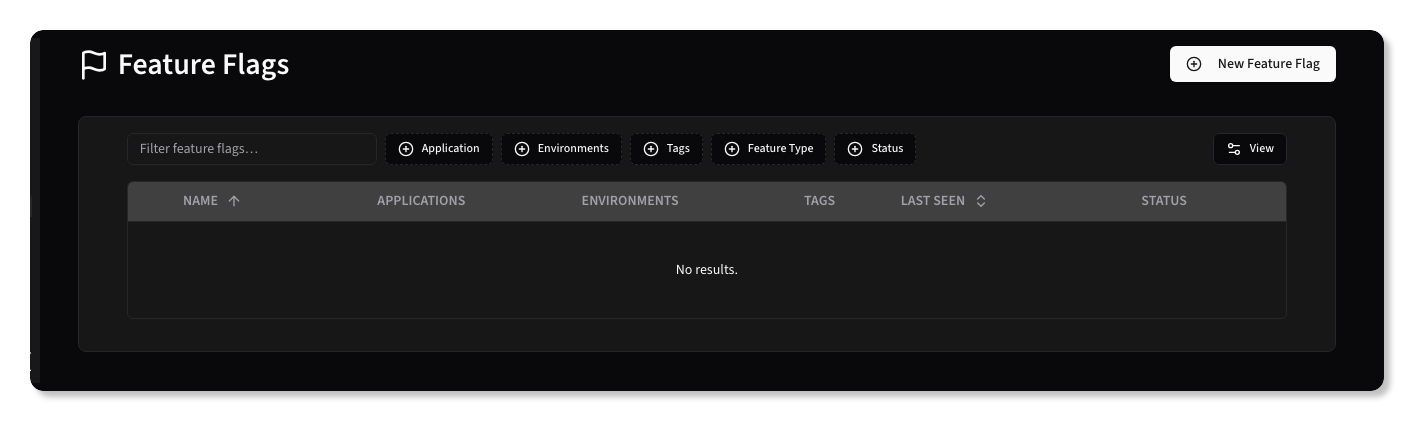 Feature Flags
New Feature Flag
Filter feature flags...
Application
Environments
Tags
Feature Type
Status
View
NAME
APPLICATIONS
ENVIRONMENTS
TAGS
LAST SEEN
STATUS
No results.